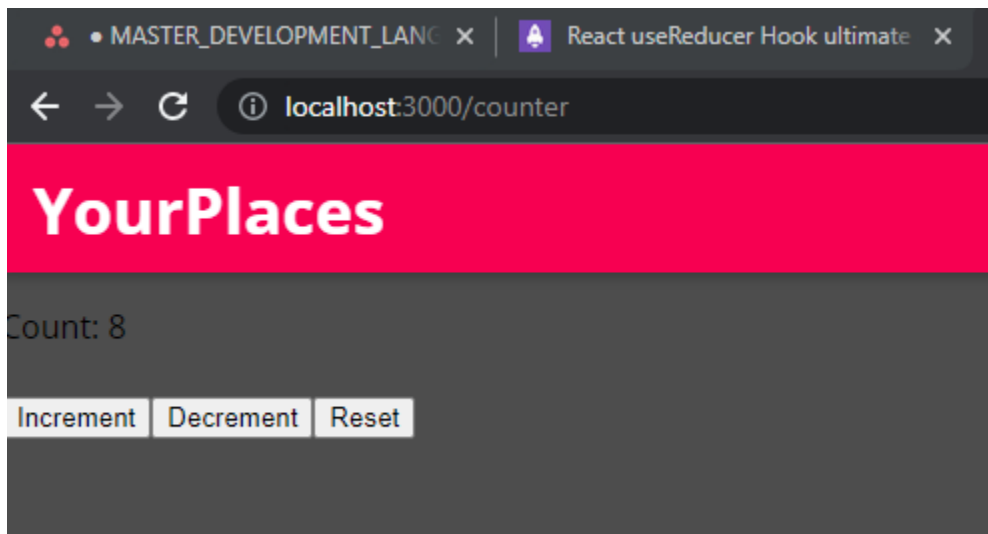 ● MASTER_DEVELOPMENT_LANG
React useReducer Hook ultimate
localhost:3000/counter
YourPlaces
Count: 8
Increment Decrement Reset